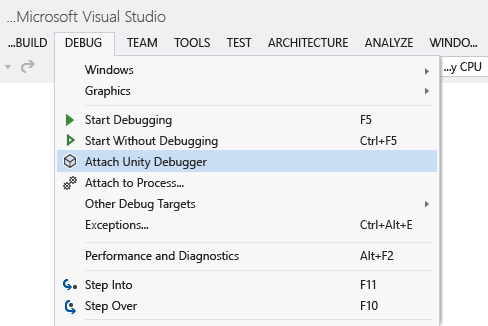 ...Microsoft Visual Studio
...BUILD DEBUG TEAM TOOLS TEST ARCHITECTURE ANALYZE WINDO...
...y CPU
Windows
Graphics
Start Debugging F5
Start Without Debugging Ctrl+F5
Attach Unity Debugger
Attach to Process...
Other Debug Targets
Exceptions... Ctrl+Alt+E
Performance and Diagnostics Alt+F2
Step Into F11
Step Over F10